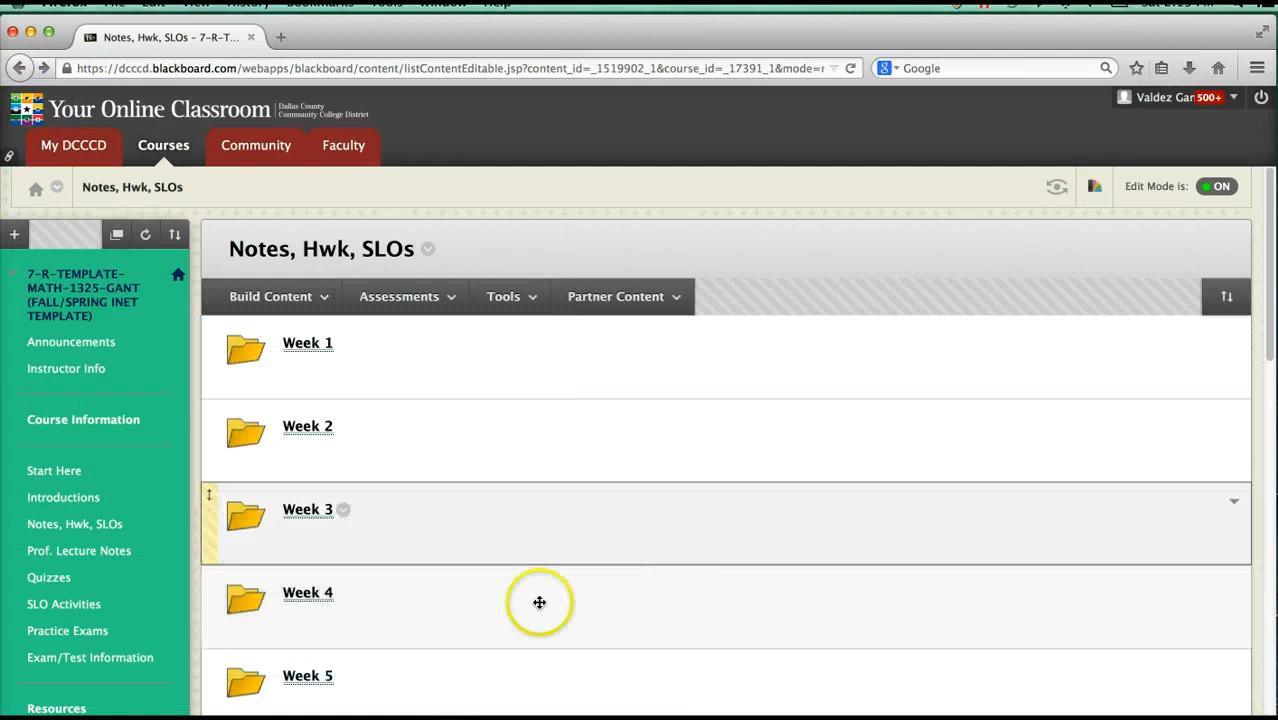 Notes, Hwk, SLOs – 7-R-T...
https://dcccd.blackboard.com/webapps/blackboard/content/listContentEditable.jsp?content_id=_1519902_1&course_id=_17391_1&mode=
Google
Your Online Classroom
Dallas County
Community College District
Valdez Gan
500+
My DCCCD
Courses
Community
Faculty
Notes, Hwk, SLOs
Edit Mode is:
ON
7-R-TEMPLATE-
MATH-1325-GANT
(FALL/SPRING INET
TEMPLATE)
Announcements
Instructor Info
Course Information
Start Here
Introductions
Notes, Hwk, SLOs
Prof. Lecture Notes
Quizzes
SLO Activities
Practice Exams
Exam/Test Information
Resources
Notes, Hwk, SLOs
Build Content
Assessments
Tools
Partner Content
Week 1
Week 2
Week 3
Week 4
Week 5